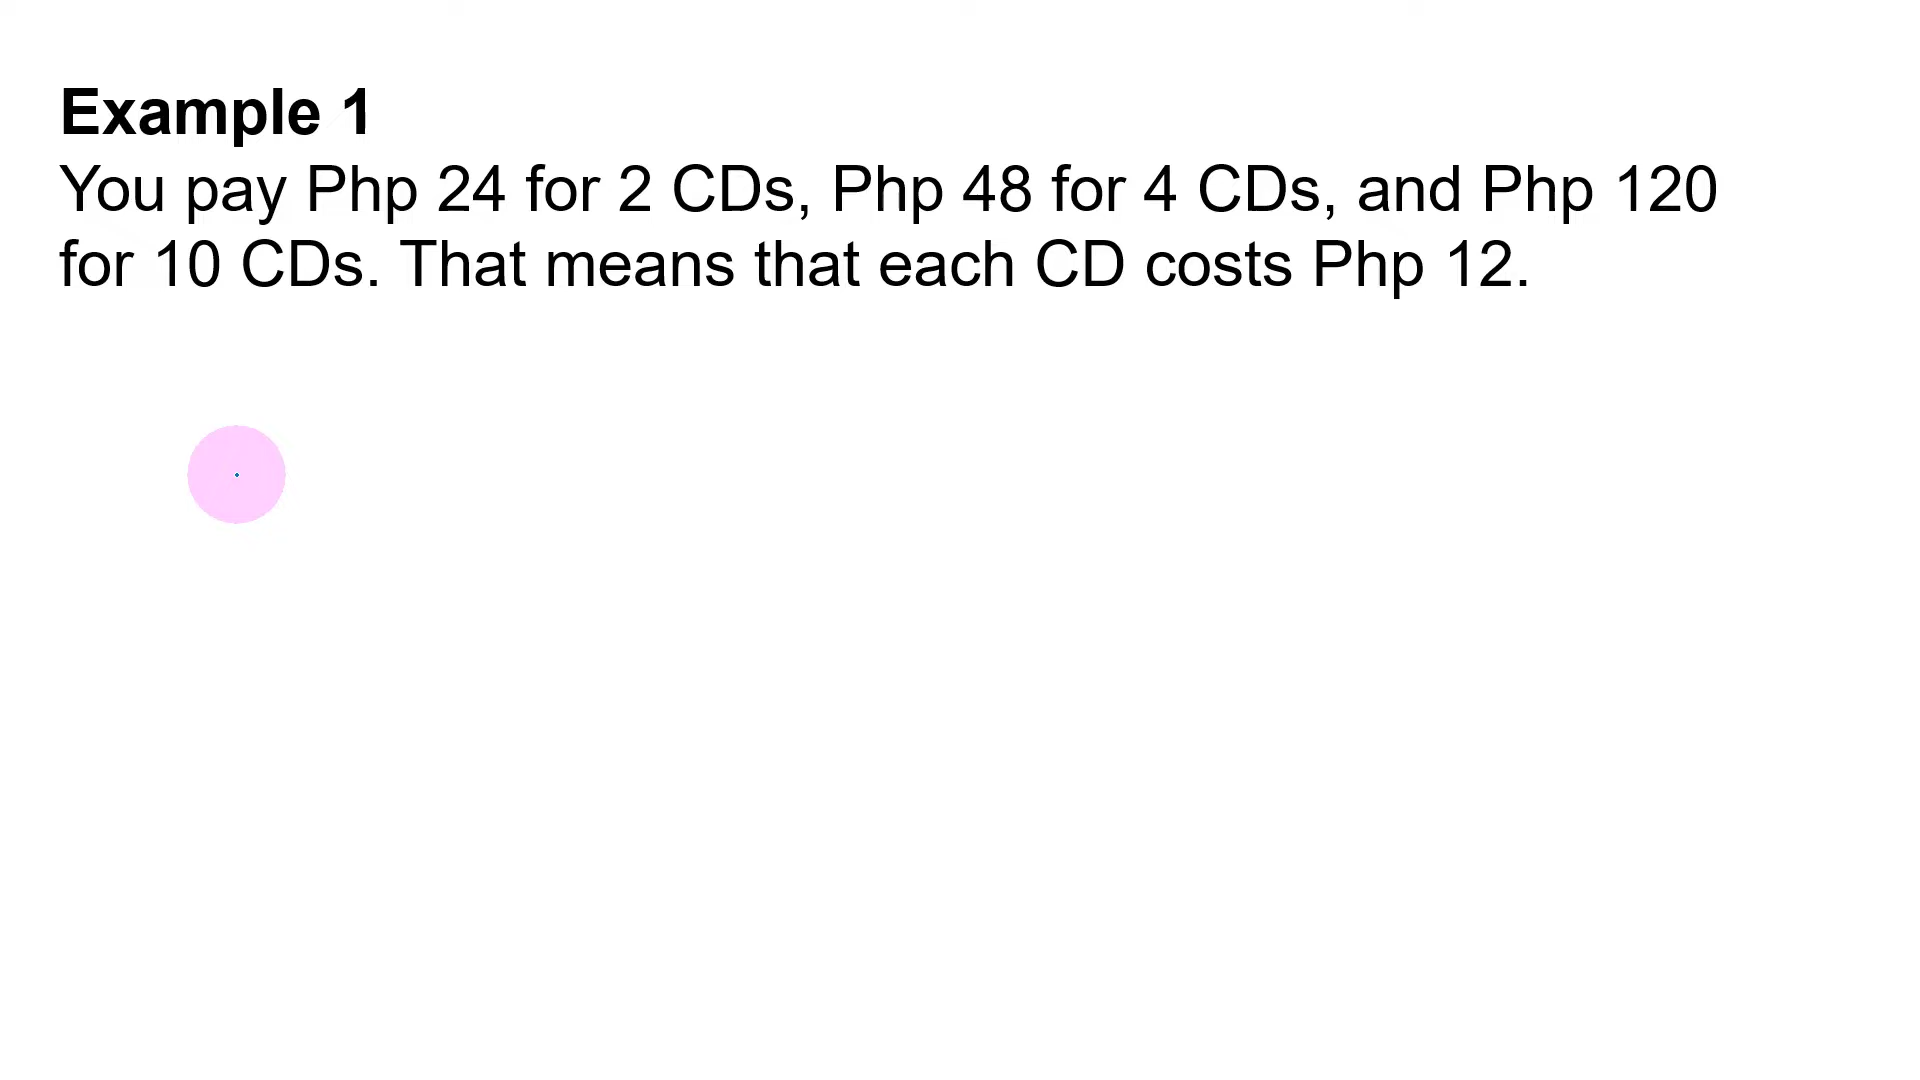 Example 1
You pay Php 24 for 2 CDs, Php 48 for 4 CDs, and Php 120
for 10 CDs. That means that each CD costs Php 12.